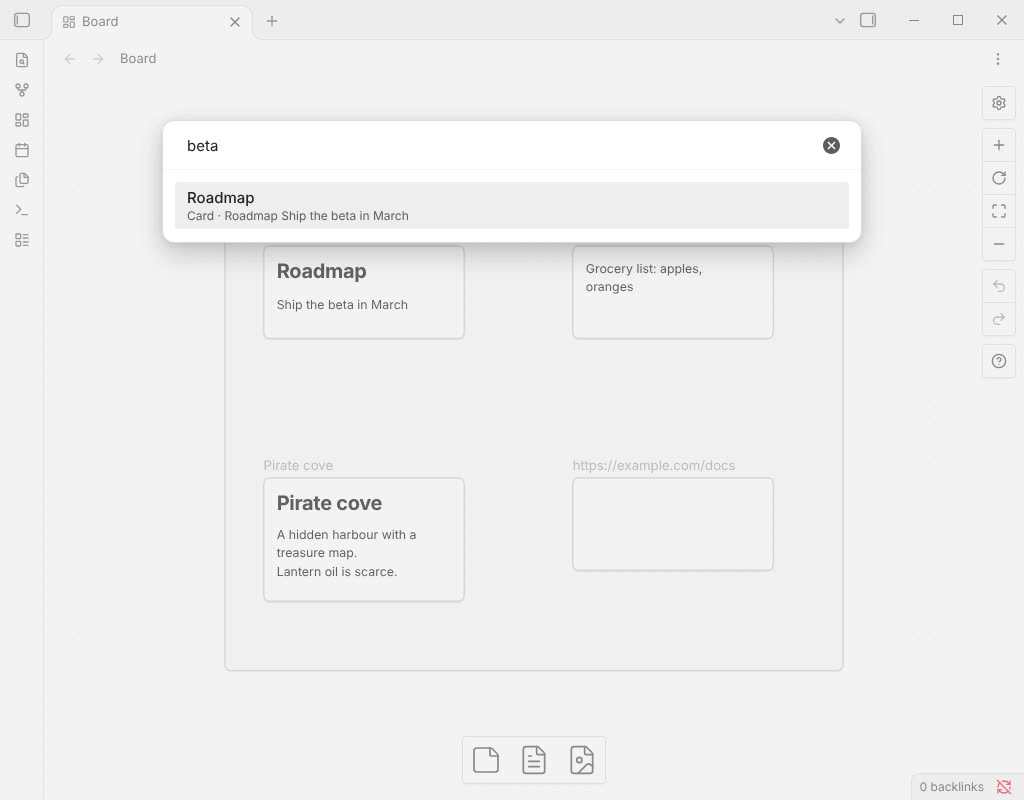 Board
Board
beta
Roadmap
Card · Roadmap Ship the beta in March
Roadmap
Ship the beta in March
Grocery list: apples,
oranges
Pirate cove
Pirate cove
A hidden harbour with a
treasure map.
Lantern oil is scarce.
https://example.com/docs
0 backlinks